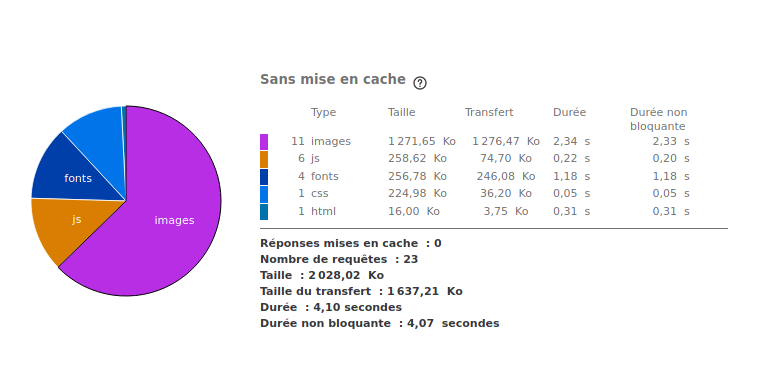 Sans mise en cache ?
Type Taille Transfert Durée Durée non bloquante
11 images 1 271,65 Ko 1 276,47 Ko 2,34 s 2,33 s
6 js 258,62 Ko 74,70 Ko 0,22 s 0,20 s
4 fonts 256,78 Ko 246,08 Ko 1,18 s 1,18 s
1 css 224,98 Ko 36,20 Ko 0,05 s 0,05 s
1 html 16,00 Ko 3,75 Ko 0,31 s 0,31 s
Réponses mises en cache : 0
Nombre de requêtes : 23
Taille : 2 028,02 Ko
Taille du transfert : 1 637,21 Ko
Durée : 4,10 secondes
Durée non bloquante : 4,07 secondes
fonts
js
images